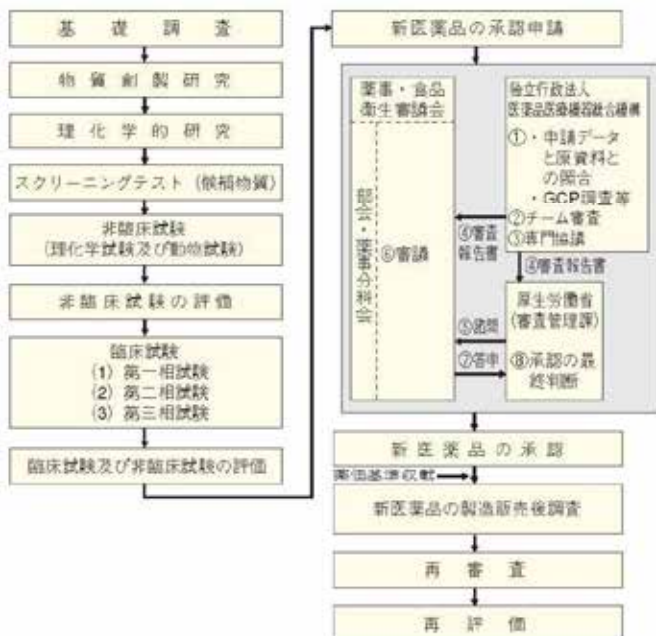 基礎調査
物質創製研究
理化学的研究
スクリーニングテスト(候補物質)
非臨床試験
(理化学試験及び動物試験)
非臨床試験の評価
臨床試験
(1) 第一相試験
(2) 第二相試験
(3) 第三相試験
臨床試験及び非臨床試験の評価
新医薬品の承認申請
薬事・食品
衛生審議会
部会・薬事分科会
⑥審議
独立行政法人
医薬品医療機器総合機構
①・申請データ
と原資料と
の照合
・GCP調査等
②チーム審査
③専門協議
④審査
報告書
④審査報告書
厚生労働省
(審査管理課)
⑤諮問
⑦答申
⑧承認の最
終判断
新医薬品の承認
薬価基準収載
新医薬品の製造販売後調査
再審査
再評価